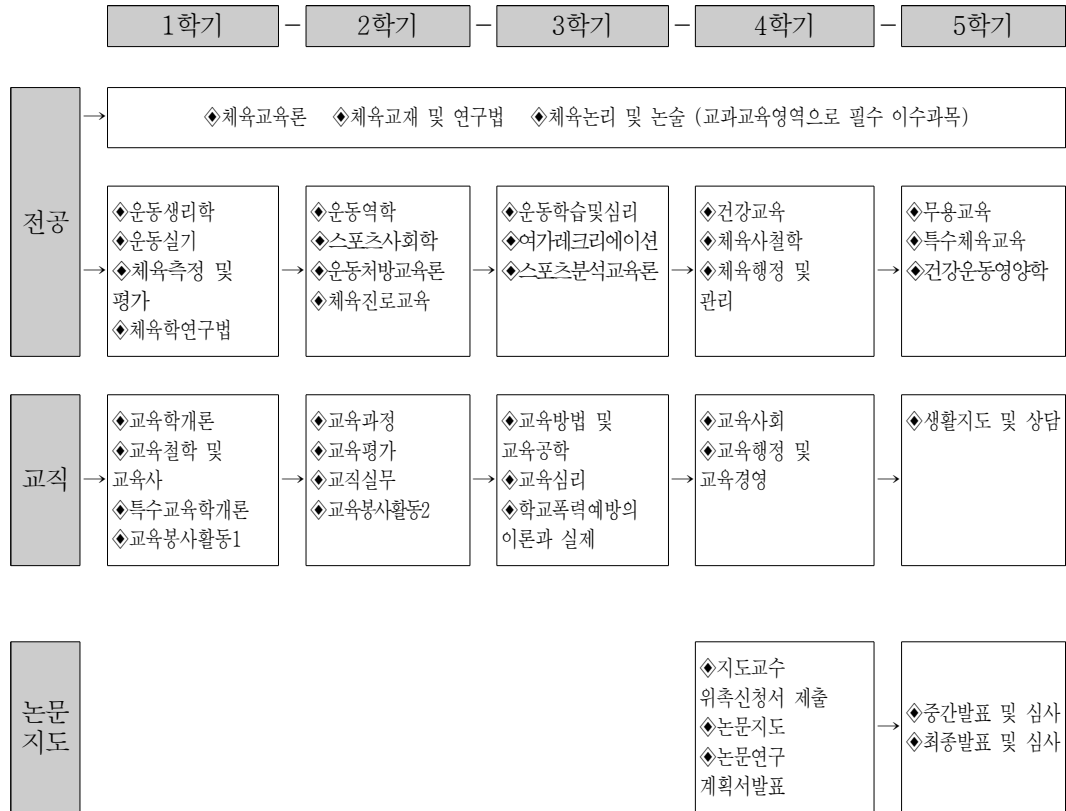 1학기 - 2학기 - 3학기 - 4학기 - 5학기
전공
→ ◈체육교육론 ◈체육교재 및 연구법 ◈체육논리 및 논술 (교과교육영역으로 필수 이수과목)
→
◈운동생리학
◈운동실기
◈체육측정 및
평가
◈체육학연구법
→
◈운동역학
◈스포츠사회학
◈운동처방교육론
◈체육진로교육
→
◈운동학습및심리
◈여가레크리에이션
◈스포츠분석교육론
→
◈건강교육
◈체육사철학
◈체육행정 및
관리
→
◈무용교육
◈특수체육교육
◈건강운동영양학
교직
→
◈교육학개론
◈교육철학 및
교육사
◈특수교육학개론
◈교육봉사활동1
→
◈교육과정
◈교육평가
◈교직실무
◈교육봉사활동2
→
◈교육방법 및
교육공학
◈교육심리
◈학교폭력예방의
이론과 실제
→
◈교육사회
◈교육행정 및
교육경영
→
◈생활지도 및 상담
논문
지도
◈지도교수
위촉신청서 제출
◈논문지도
◈논문연구
계획서발표
→
◈중간발표 및 심사
◈최종발표 및 심사